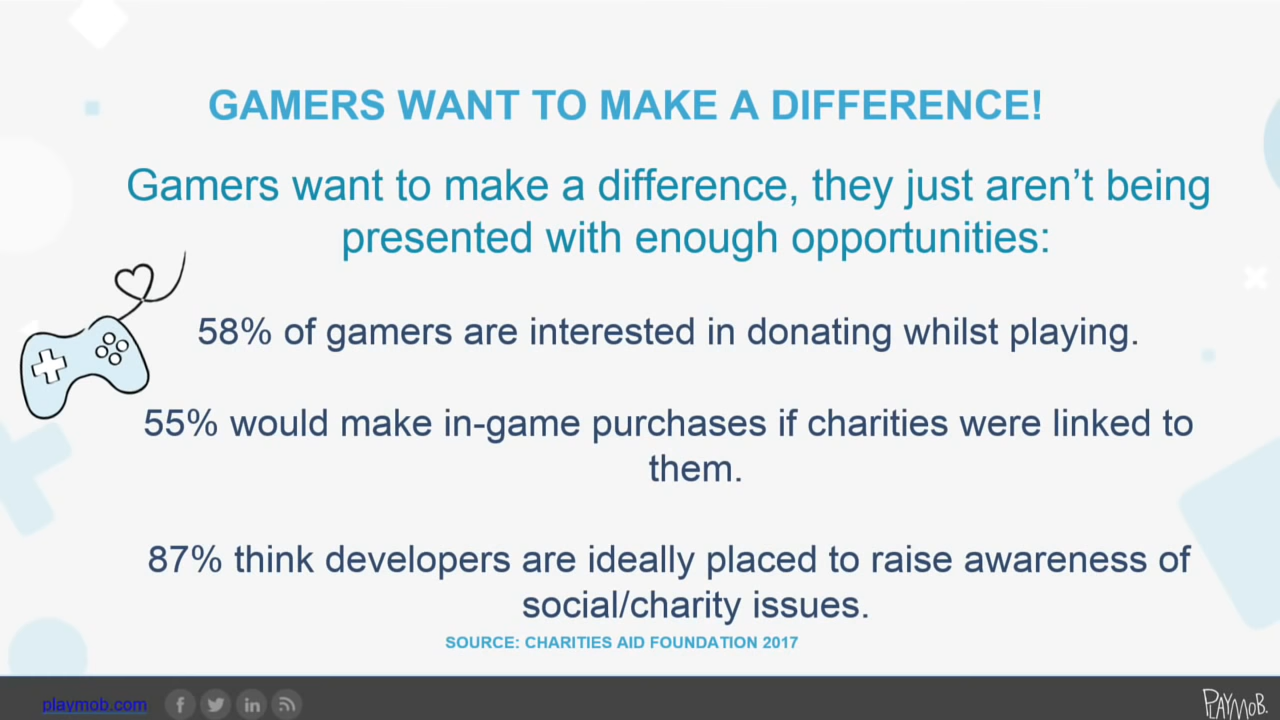 GAMERS WANT TO MAKE A DIFFERENCE!
Gamers want to make a difference, they just aren’t being
presented with enough opportunities:
58% of gamers are interested in donating whilst playing.
55% would make in-game purchases if charities were linked to
them.
87% think developers are ideally placed to raise awareness of
social/charity issues.
SOURCE: CHARITIES AID FOUNDATION 2017
playmob.com
PLAYMOB.